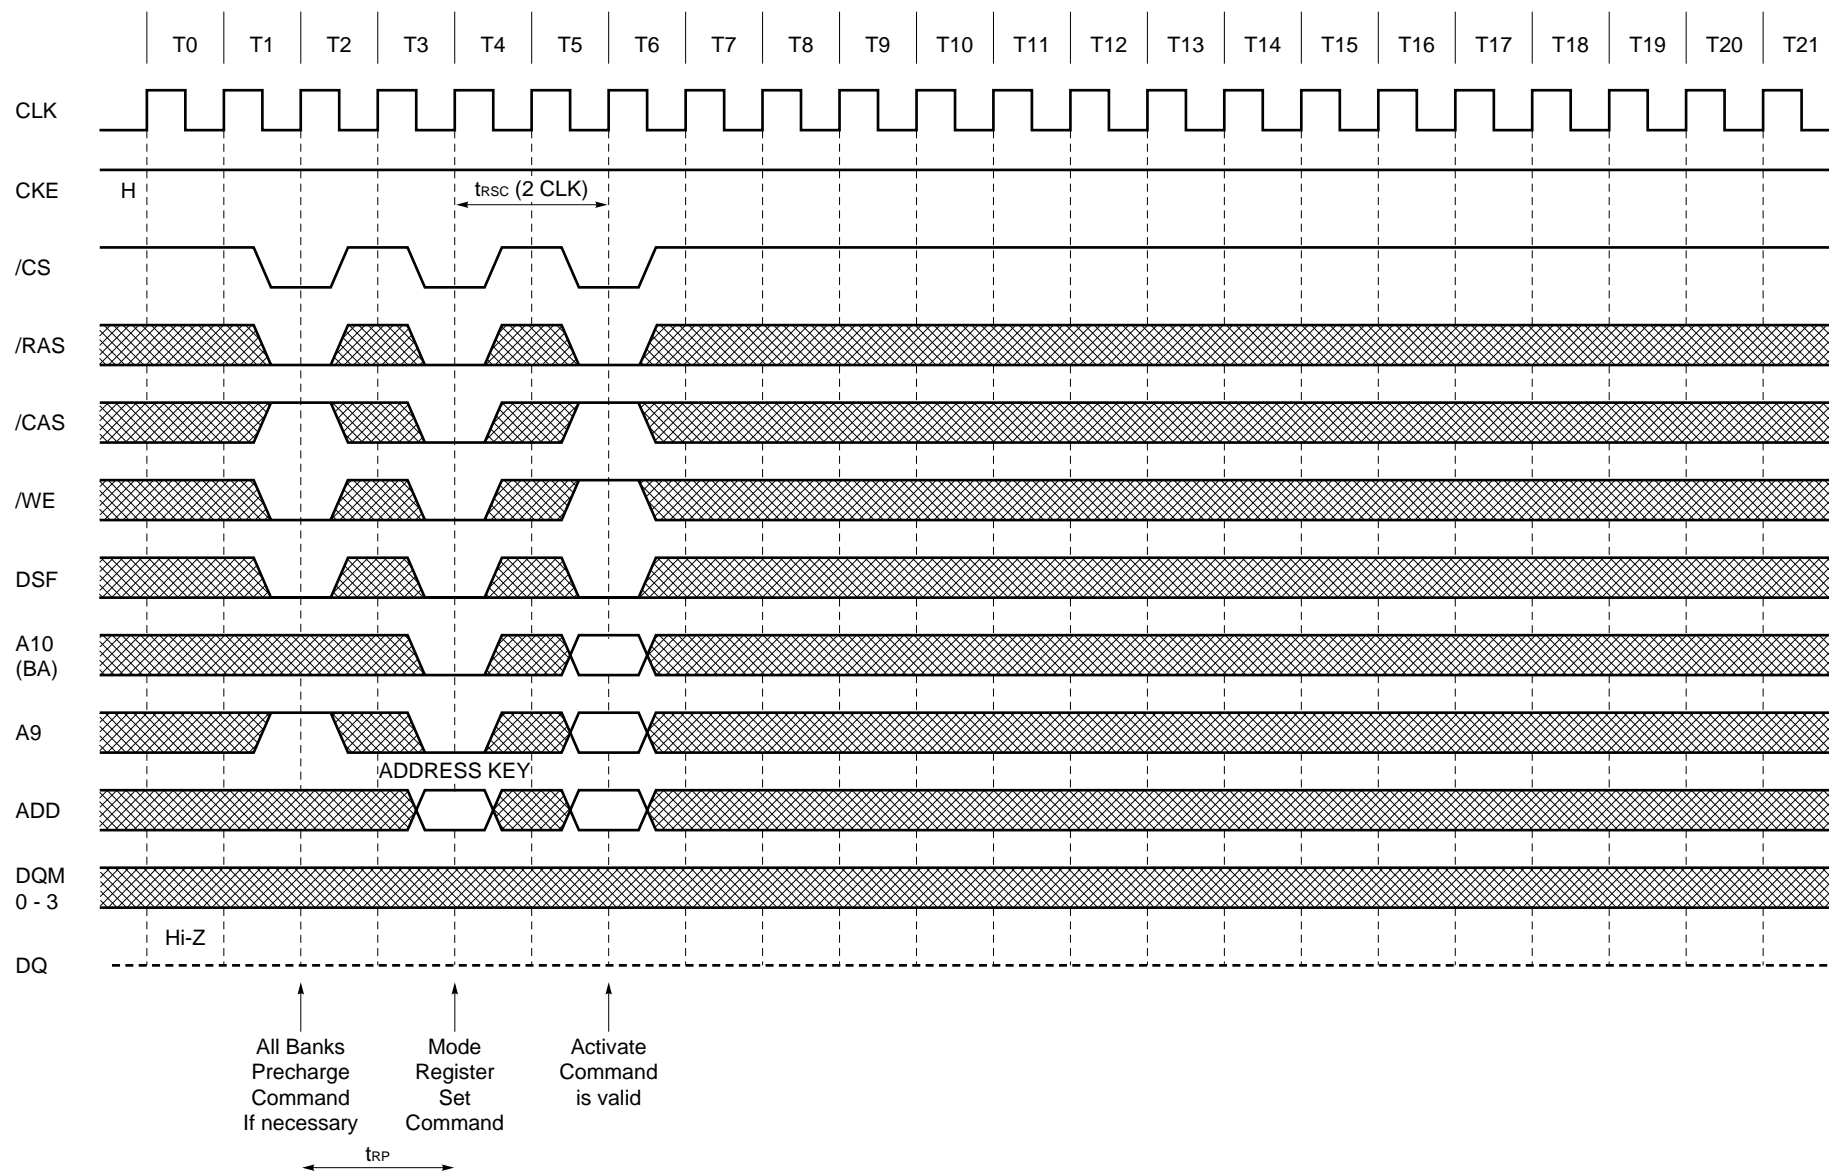 T0 T1 T2 T3 T4 T5 T6 T7 T8 T9 T10 T11 T12 T13 T14 T15 T16 T17 T18 T19 T20 T21
CLK
CKE H tRSC (2 CLK)
/CS
/RAS
/CAS
/WE
DSF
A10
(BA)
A9
ADDRESS KEY
ADD
DQM
0 - 3
Hi-Z
DQ
All Banks
Precharge
Command
If necessary
Mode
Register
Set
Command
Activate
Command
is valid
tRP